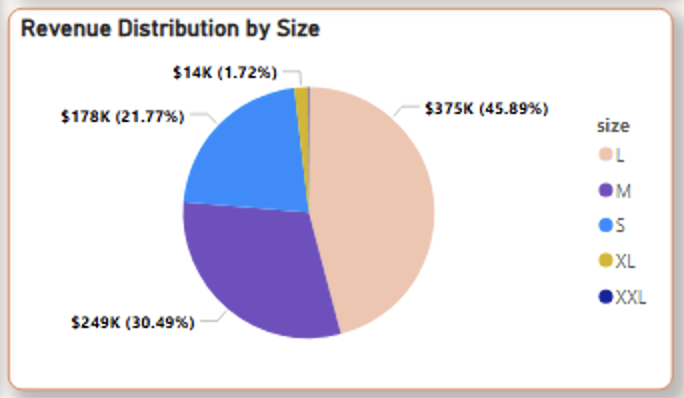 Revenue Distribution by Size
$14K (1.72%)
$178K (21.77%)
$375K (45.89%)
$249K (30.49%)
size
L
M
S
XL
XXL